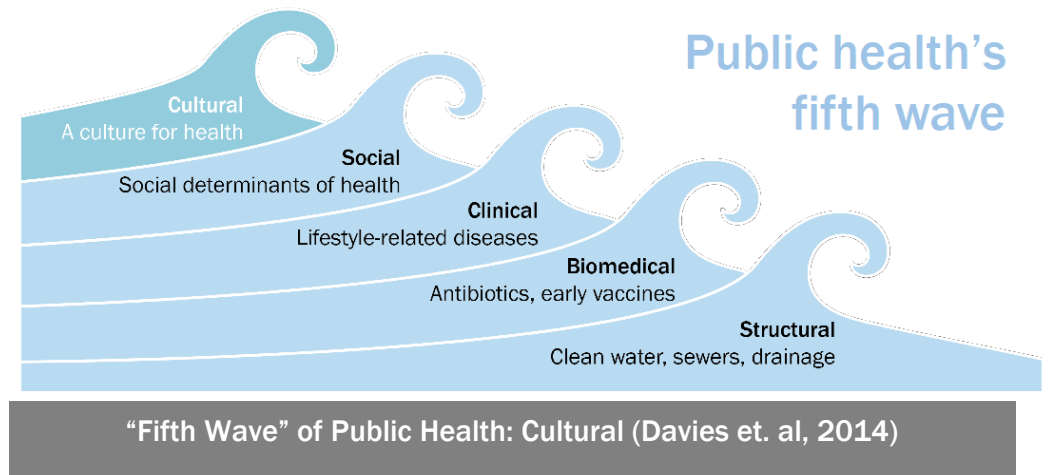 Public health's
fifth wave
Cultural
A culture for health
Social
Social determinants of health
Clinical
Lifestyle-related diseases
Biomedical
Antibiotics, early vaccines
Structural
Clean water, sewers, drainage
“Fifth Wave” of Public Health: Cultural (Davies et. al, 2014)